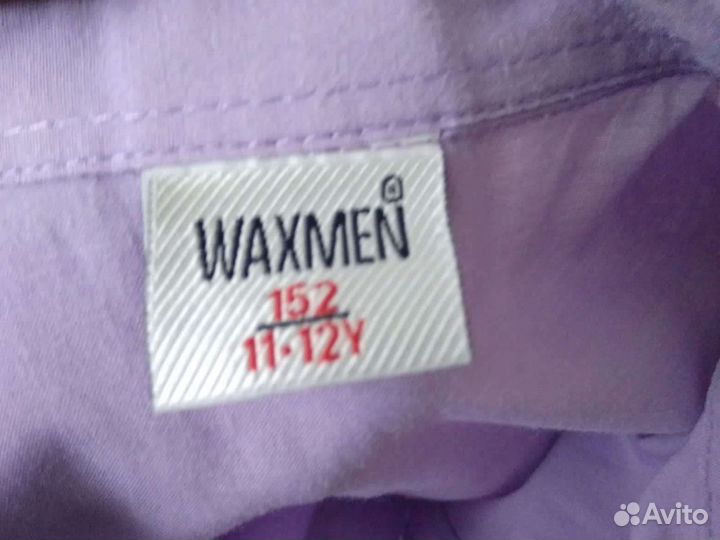 WAXMEN
152
11·12Y
Avito